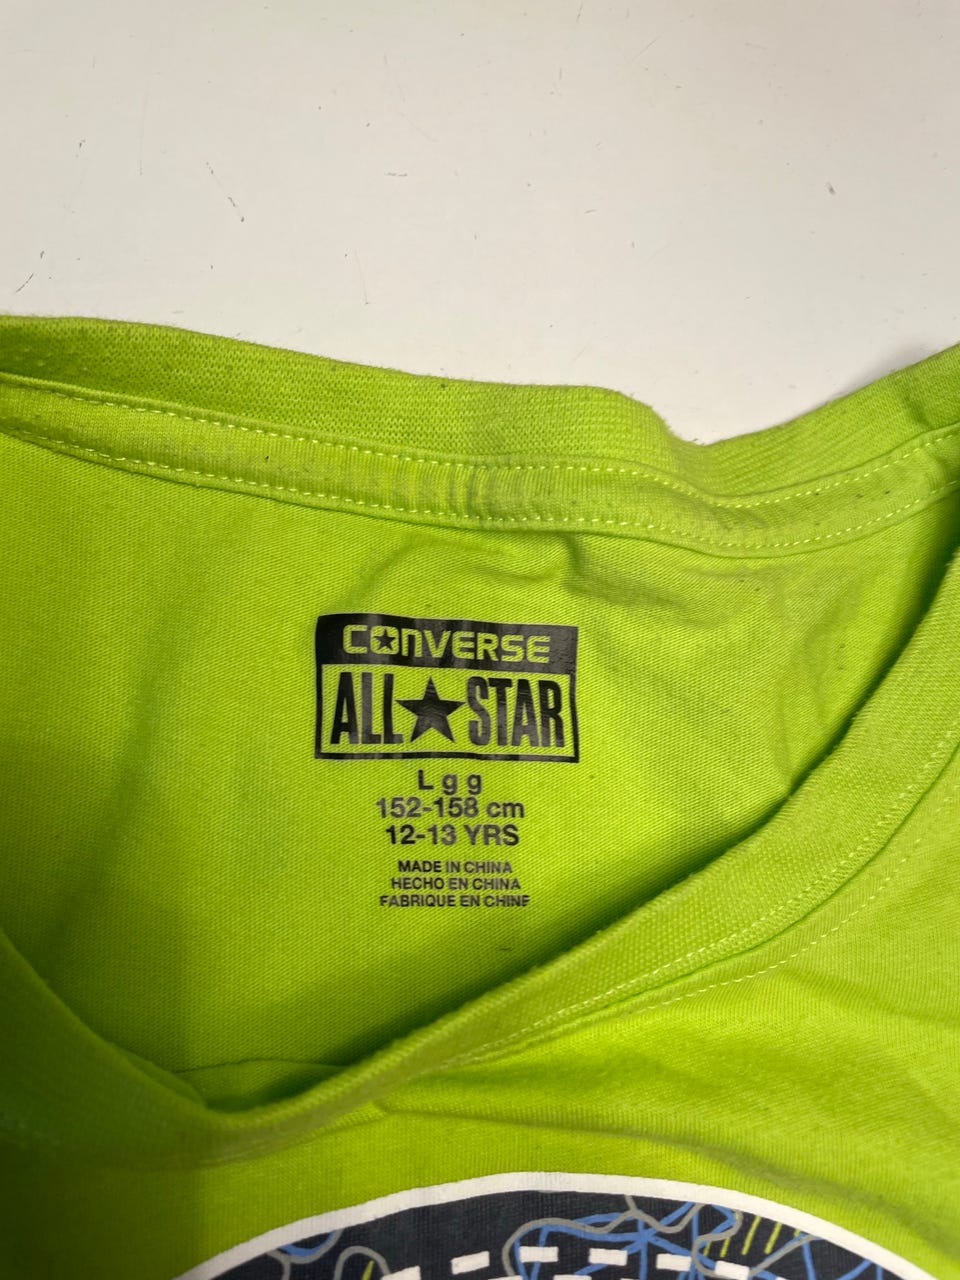 CONVERSE
ALL★STAR
L g g
152-158 cm
12-13 YRS
MADE IN CHINA
HECHO EN CHINA
FABRIQUE EN CHINE